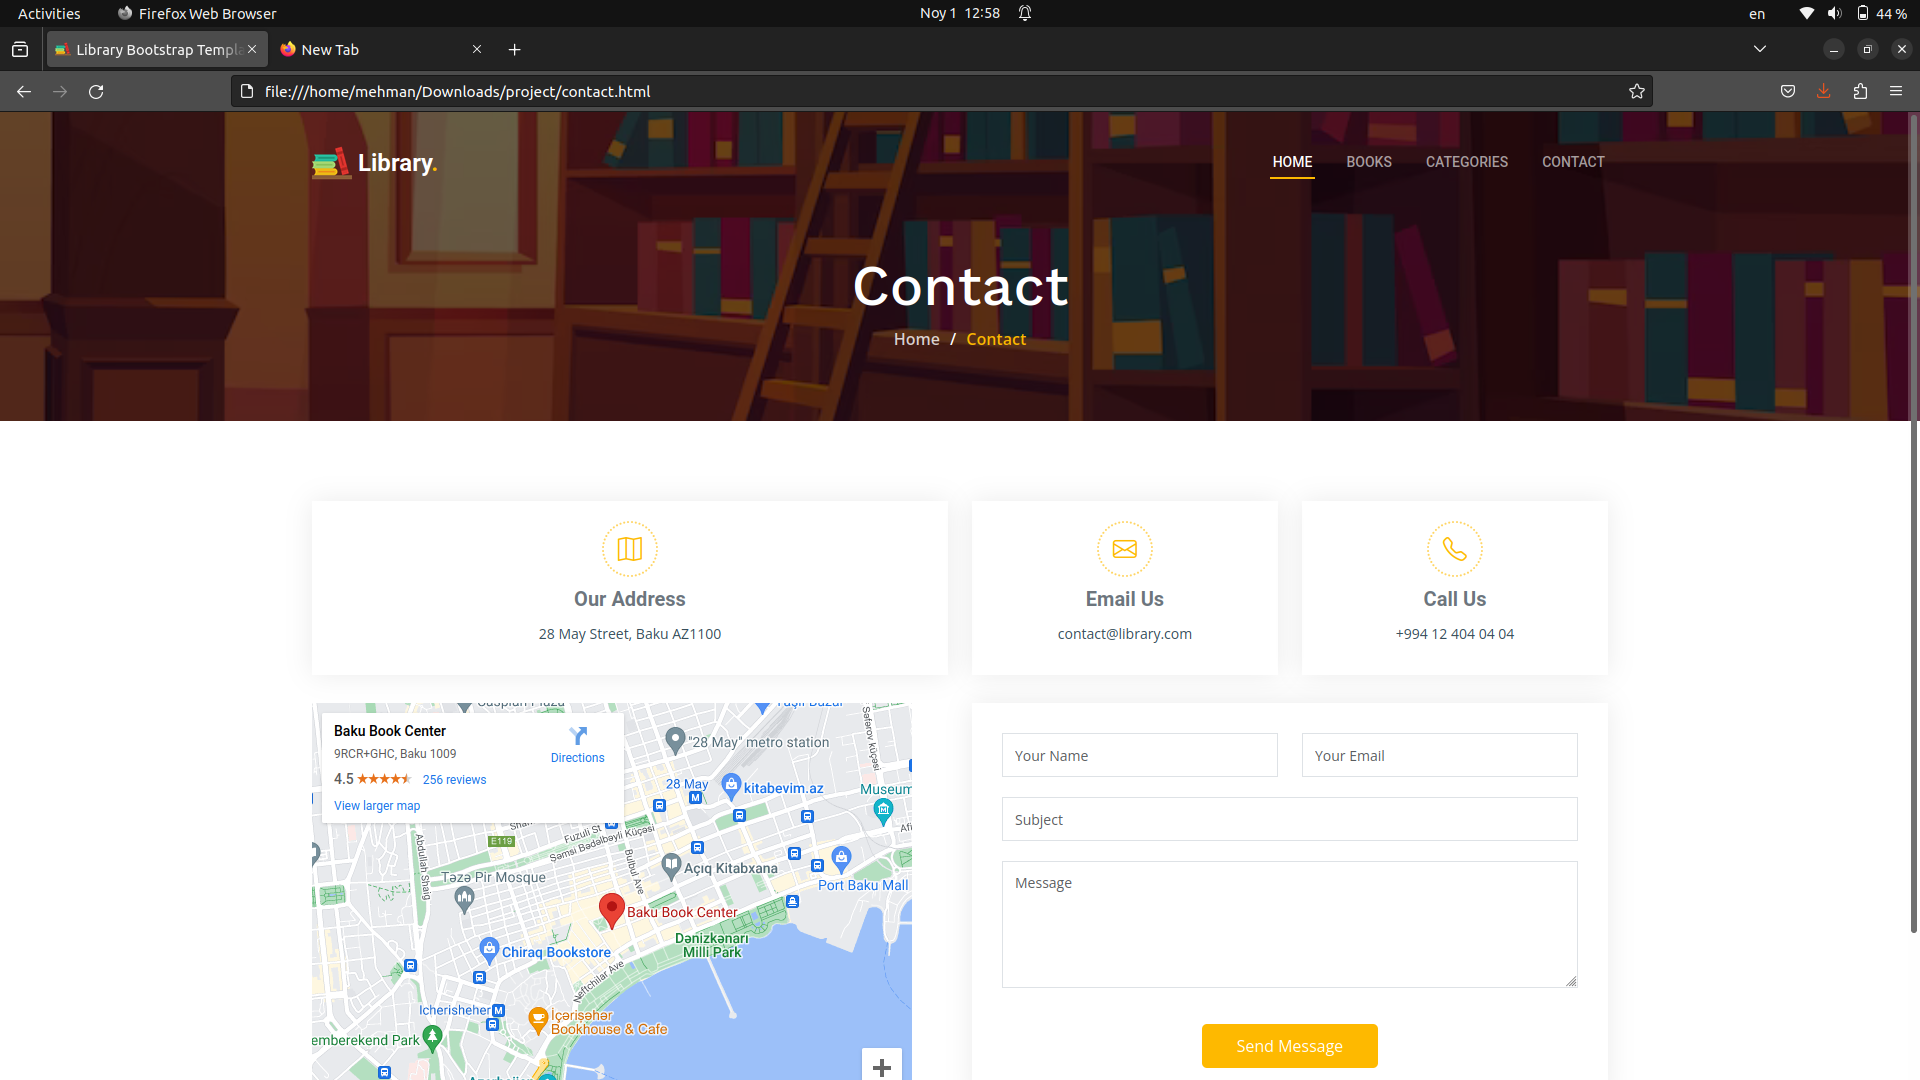 Activities
Firefox Web Browser
Noy 1 12:58
en
44 %
Library Bootstrap Templa
New Tab
file:///home/mehman/Downloads/project/contact.html
Library.
HOME
BOOKS
CATEGORIES
CONTACT
Contact
Home / Contact
Our Address
28 May Street, Baku AZ1100
Email Us
contact@library.com
Call Us
+994 12 404 04 04
Baku Book Center
9RCR+GHC, Baku 1009
4.5
256 reviews
View larger map
Directions
"28 May" metro station
Səfərov küçəsi
28 May
M
kitabevim.az
Museum
Fuzuli St
E119
Şəmsi Bədəlbəyli Küçəsi
Bulbul Ave
Abdullah Shaig
Açıq Kitabxana
Təzə Pir Mosque
Port Baku Mall
Baku Book Center
Dənizkənarı
Milli Park
Chiraq Bookstore
Neftchilar Ave
Icherisheher
M
İçərişəhər
Bookhouse & Cafe
emberekend Park
Your Name
Your Email
Subject
Message
Send Message